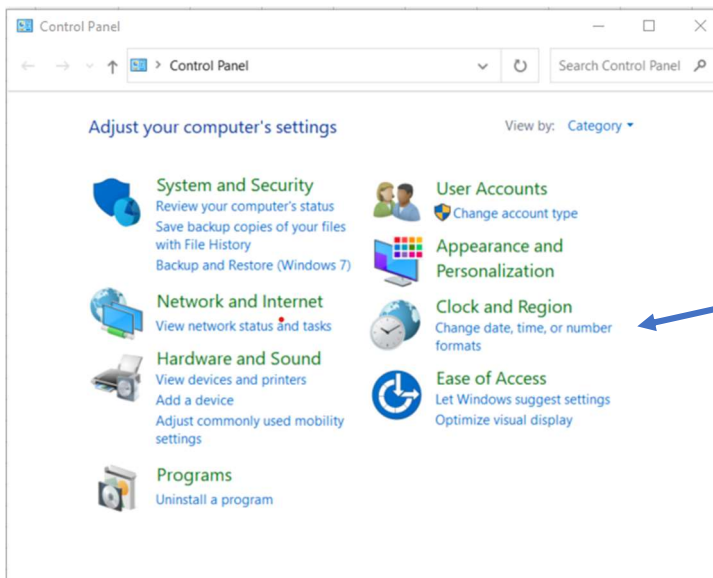 Control Panel
Control Panel
Search Control Panel
Adjust your computer's settings
View by: Category
System and Security
Review your computer's status
Save backup copies of your files
with File History
Backup and Restore (Windows 7)
Network and Internet
View network status and tasks
Hardware and Sound
View devices and printers
Add a device
Adjust commonly used mobility
settings
Programs
Uninstall a program
User Accounts
Change account type
Appearance and
Personalization
Clock and Region
Change date, time, or number
formats
Ease of Access
Let Windows suggest settings
Optimize visual display